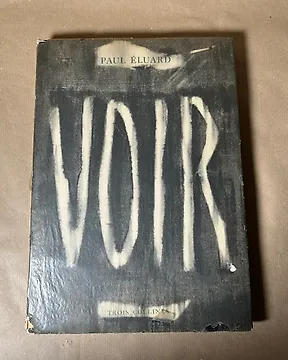 PAUL ÉLUARD
VOIR
TROIS COLLINES